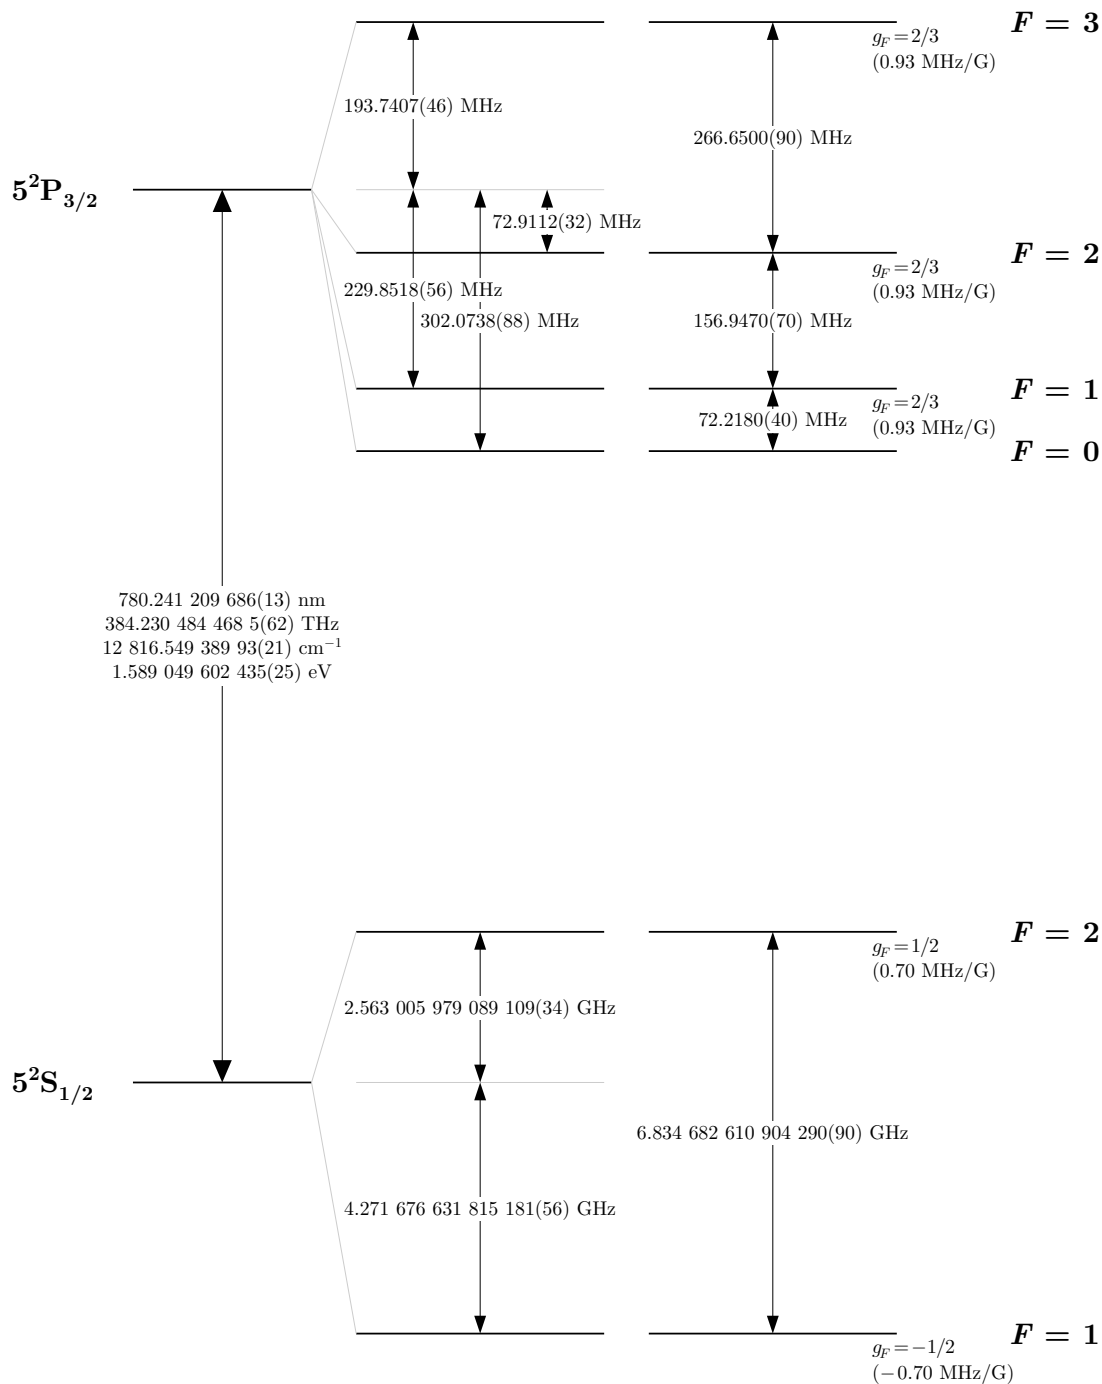 F = 3
g_F = 2/3
(0.93 MHz/G)
193.7407(46) MHz
266.6500(90) MHz
5²P₃/₂
72.9112(32) MHz
F = 2
g_F = 2/3
(0.93 MHz/G)
229.8518(56) MHz
302.0738(88) MHz
156.9470(70) MHz
F = 1
g_F = 2/3
(0.93 MHz/G)
72.2180(40) MHz
F = 0
780.241 209 686(13) nm
384.230 484 468 5(62) THz
12 816.549 389 93(21) cm⁻¹
1.589 049 602 435(25) eV
F = 2
g_F = 1/2
(0.70 MHz/G)
2.563 005 979 089 109(34) GHz
5²S₁/₂
6.834 682 610 904 290(90) GHz
4.271 676 631 815 181(56) GHz
F = 1
g_F = −1/2
(−0.70 MHz/G)